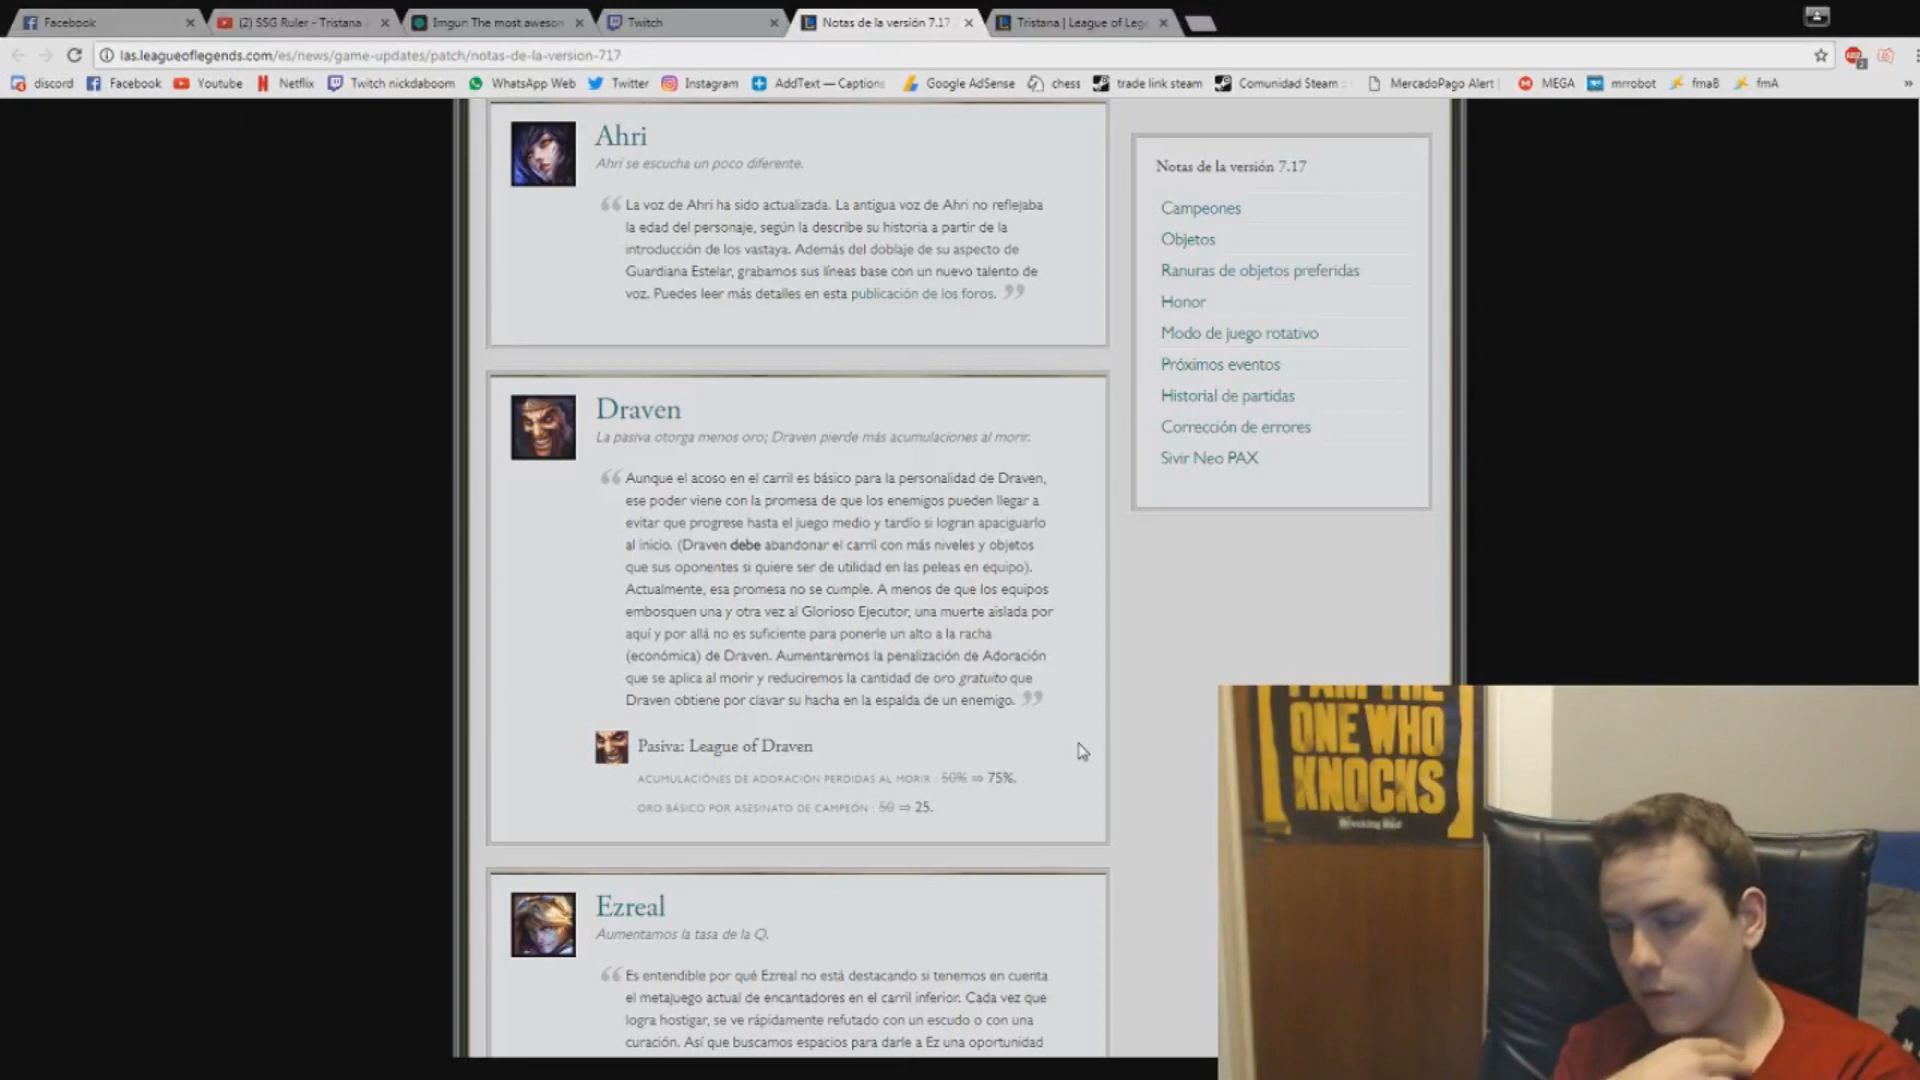 Facebook
(2) SSG Ruler - Tristana
Imgur: The most aweson
Twitch
Notas de la versión 7.17
Tristana | League of Leg
las.leagueoflegends.com/es/news/game-updates/patch/notas-de-la-version-717
discord
Facebook
Youtube
Netflix
Twitch nickdaboom
WhatsApp Web
Twitter
Instagram
AddText — Captions
Google AdSense
chess
trade link steam
Comunidad Steam ::
MercadoPago Alert
MEGA
mrrobot
fmaB
fmA
»
Ahri
Ahri se escucha un poco diferente.
“ La voz de Ahri ha sido actualizada. La antigua voz de Ahri no reflejaba
la edad del personaje, según la describe su historia a partir de la
introducción de los vastaya. Además del doblaje de su aspecto de
Guardiana Estelar, grabamos sus líneas base con un nuevo talento de
voz. Puedes leer más detalles en esta publicación de los foros. ”
Notas de la versión 7.17
Campeones
Objetos
Ranuras de objetos preferidas
Honor
Modo de juego rotativo
Próximos eventos
Historial de partidas
Corrección de errores
Sivir Neo PAX
Draven
La pasiva otorga menos oro; Draven pierde más acumulaciones al morir.
“ Aunque el acoso en el carril es básico para la personalidad de Draven,
ese poder viene con la promesa de que los enemigos pueden llegar a
evitar que progrese hasta el juego medio y tardío si logran apaciguarlo
al inicio. (Draven debe abandonar el carril con más niveles y objetos
que sus oponentes si quiere ser de utilidad en las peleas en equipo).
Actualmente, esa promesa no se cumple. A menos de que los equipos
embosquen una y otra vez al Glorioso Ejecutor, una muerte aislada por
aquí y por allá no es suficiente para ponerle un alto a la racha
(económica) de Draven. Aumentaremos la penalización de Adoración
que se aplica al morir y reduciremos la cantidad de oro gratuito que
Draven obtiene por clavar su hacha en la espalda de un enemigo. ”
Pasiva: League of Draven
ACUMULACIÓNES DE ADORACIÓN PERDIDAS AL MORIR : 50% ⇒ 75%.
ORO BÁSICO POR ASESINATO DE CAMPEÓN : 50 ⇒ 25.
Ezreal
Aumentamos la tasa de la Q.
“ Es entendible por qué Ezreal no está destacando si tenemos en cuenta
el metajuego actual de encantadores en el carril inferior. Cada vez que
logra hostigar, se ve rápidamente refutado con un escudo o con una
curación. Así que buscamos espacios para darle a Ez una oportunidad
I AM THE
ONE WHO
KNOCKS
Breaking Bad